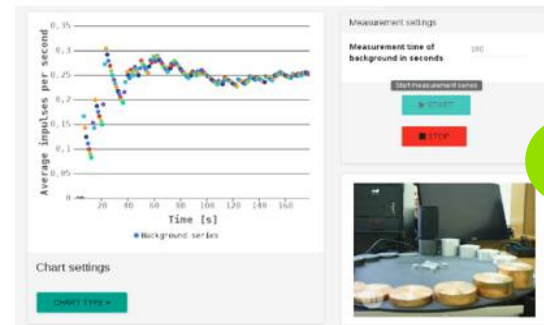 Average impulses per second
0,35
0,3
0,25
0,2
0,15
0,1
0,05
0
20 40 60 80 100 120 140 160
Time [s]
Background series
Chart settings
CHART TYPE
Measurement settings
Measurement time of
background in seconds
180
Start measurement series
START
STOP